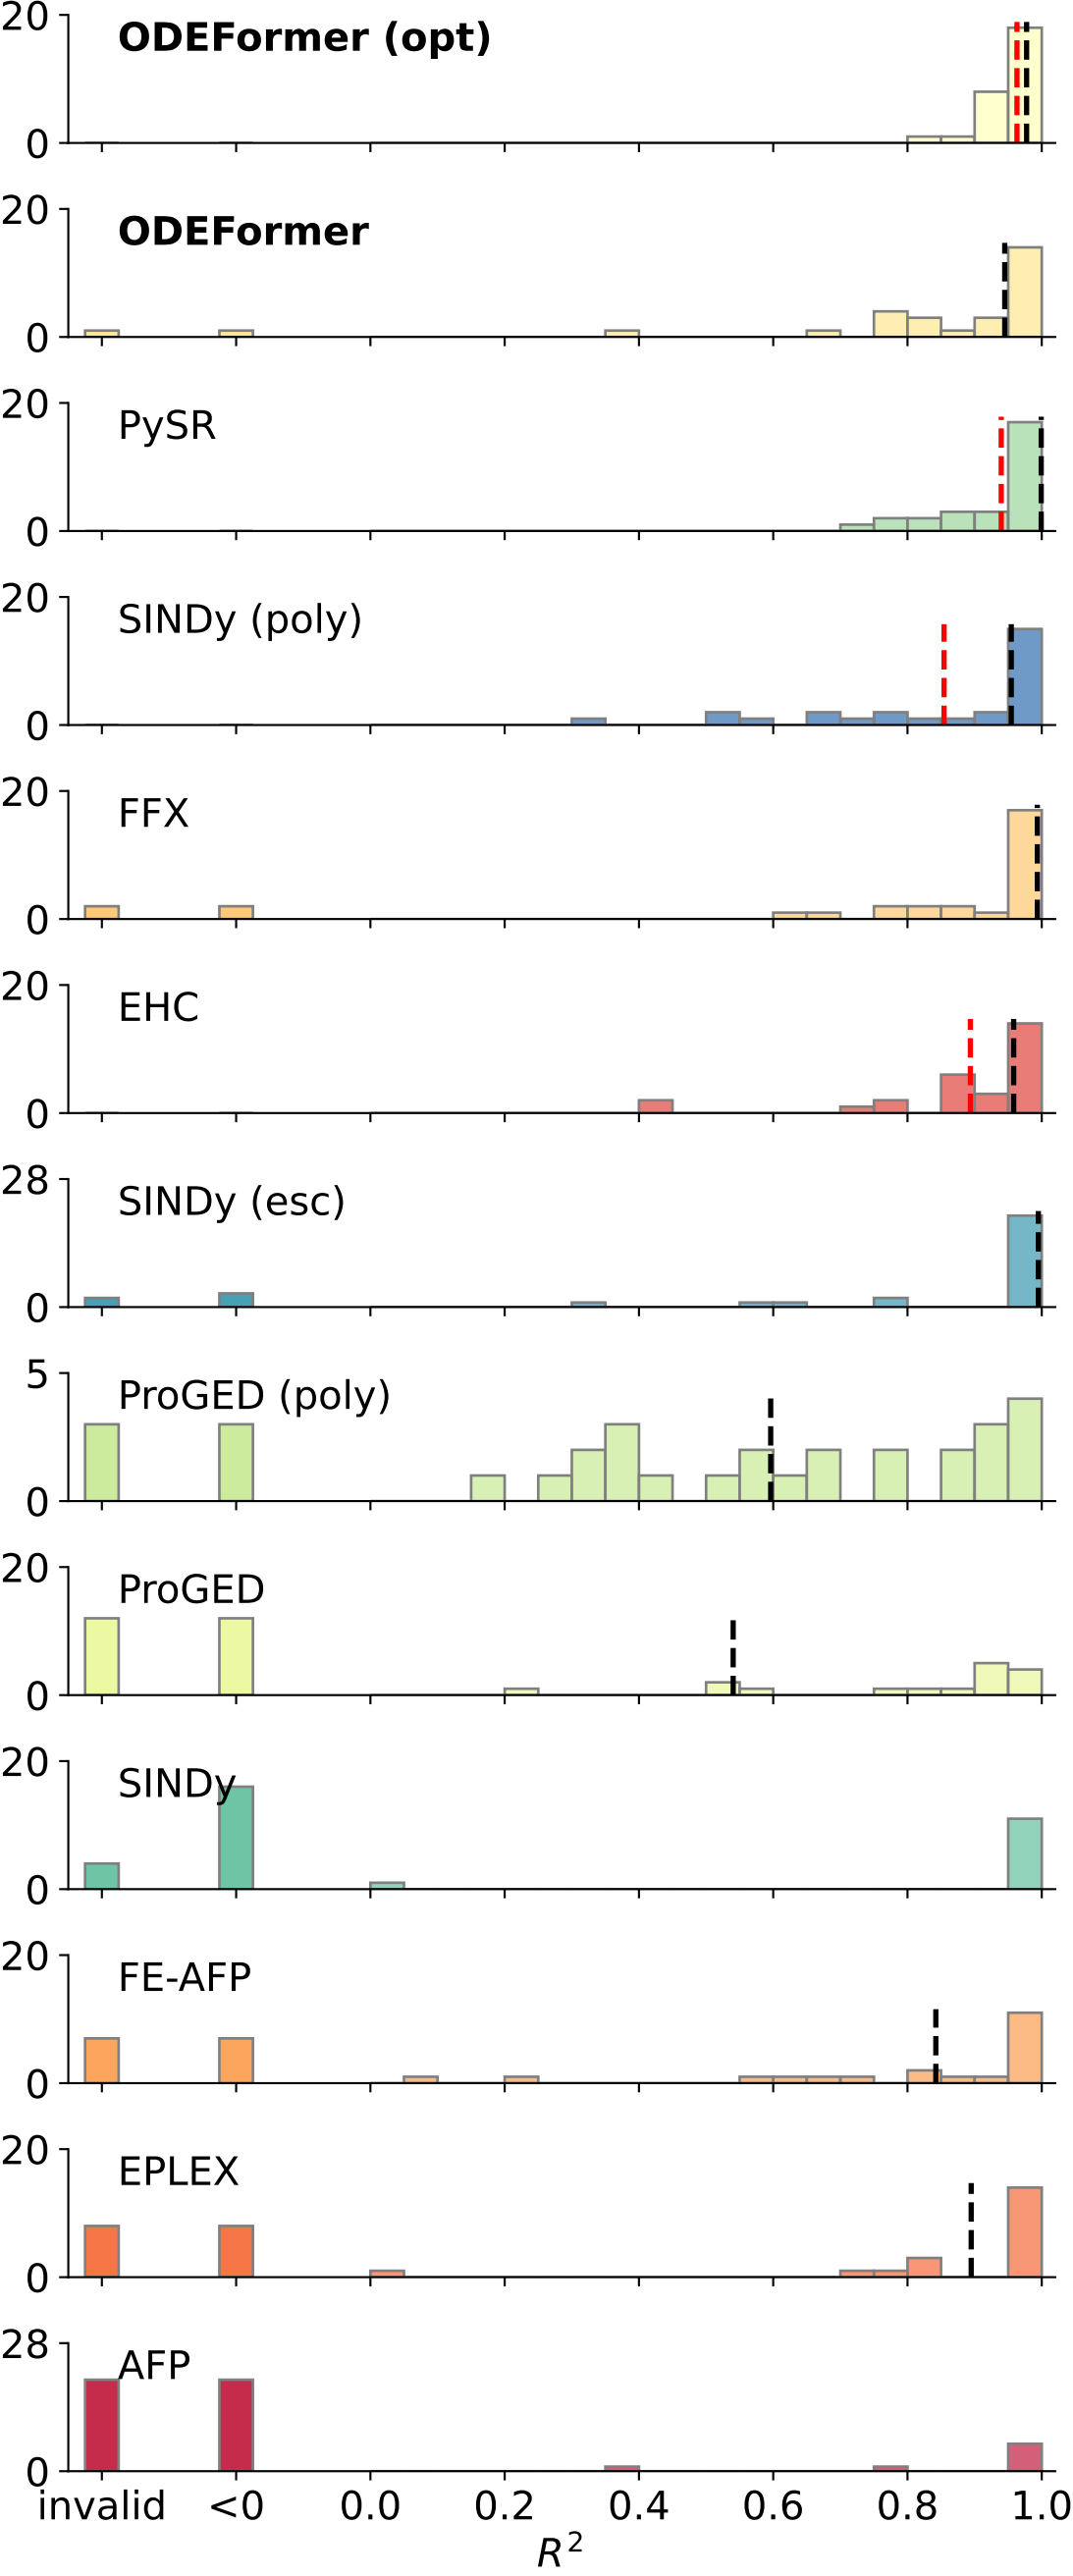 20
ODEFormer (opt)
0
20
ODEFormer
0
20
PySR
0
20
SINDy (poly)
0
20
FFX
0
20
EHC
0
28
SINDy (esc)
0
5
ProGED (poly)
0
20
ProGED
0
20
SINDy
0
20
FE-AFP
0
20
EPLEX
0
28
AFP
0
invalid <0 0.0 0.2 0.4 0.6 0.8 1.0
R²